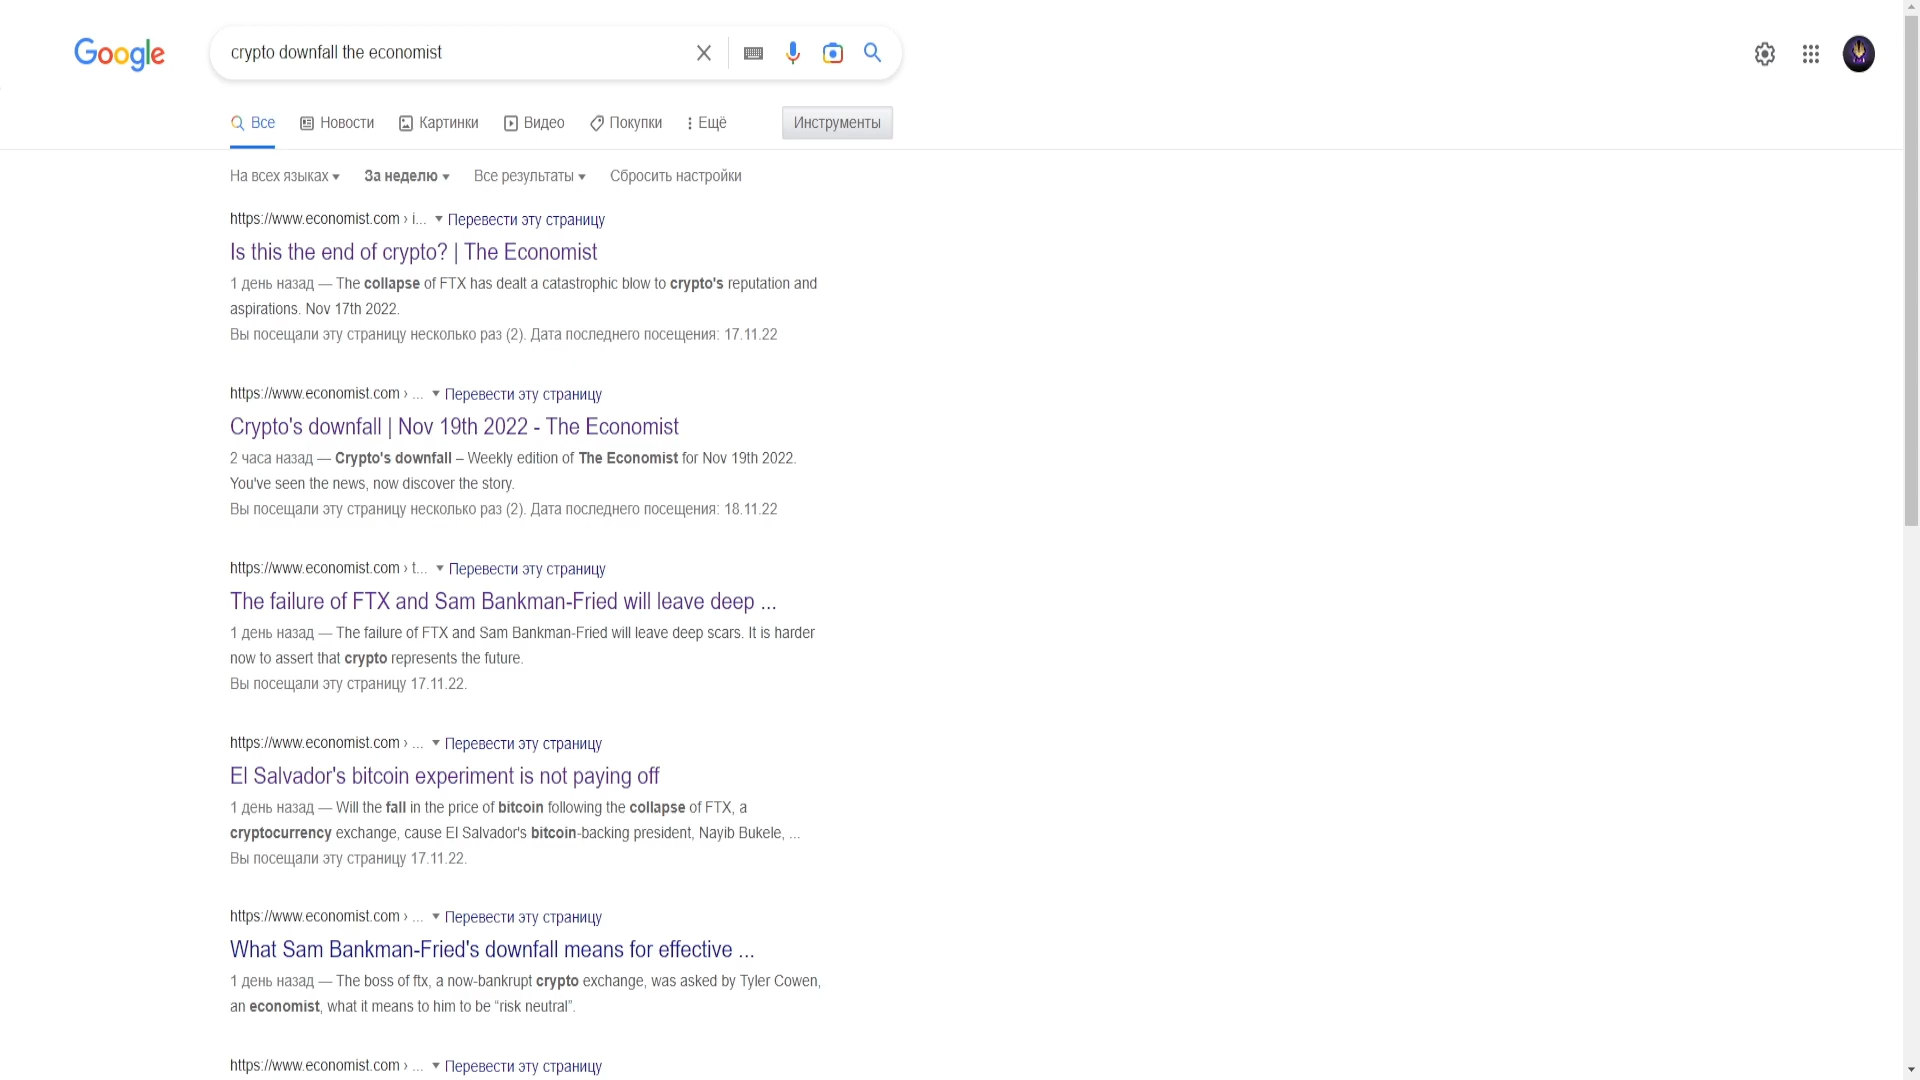 Google
crypto downfall the economist
Все Новости Картинки Видео Покупки Ещё Инструменты
На всех языках За неделю Все результаты Сбросить настройки
https://www.economist.com › i... Перевести эту страницу
Is this the end of crypto? | The Economist
1 день назад — The collapse of FTX has dealt a catastrophic blow to crypto's reputation and
aspirations. Nov 17th 2022.
Вы посещали эту страницу несколько раз (2). Дата последнего посещения: 17.11.22
https://www.economist.com › ... Перевести эту страницу
Crypto's downfall | Nov 19th 2022 - The Economist
2 часа назад — Crypto's downfall – Weekly edition of The Economist for Nov 19th 2022.
You've seen the news, now discover the story.
Вы посещали эту страницу несколько раз (2). Дата последнего посещения: 18.11.22
https://www.economist.com › t... Перевести эту страницу
The failure of FTX and Sam Bankman-Fried will leave deep ...
1 день назад — The failure of FTX and Sam Bankman-Fried will leave deep scars. It is harder
now to assert that crypto represents the future.
Вы посещали эту страницу 17.11.22.
https://www.economist.com › ... Перевести эту страницу
El Salvador's bitcoin experiment is not paying off
1 день назад — Will the fall in the price of bitcoin following the collapse of FTX, a
cryptocurrency exchange, cause El Salvador's bitcoin-backing president, Nayib Bukele, ...
Вы посещали эту страницу 17.11.22.
https://www.economist.com › ... Перевести эту страницу
What Sam Bankman-Fried's downfall means for effective ...
1 день назад — The boss of ftx, a now-bankrupt crypto exchange, was asked by Tyler Cowen,
an economist, what it means to him to be “risk neutral”.
https://www.economist.com › ... Перевести эту страницу